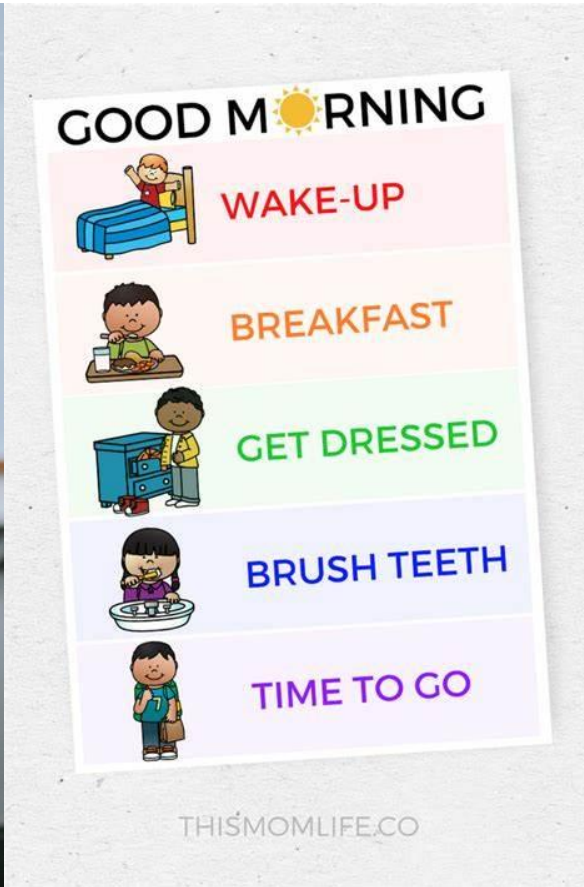 GOOD MORNING
WAKE-UP
BREAKFAST
GET DRESSED
BRUSH TEETH
TIME TO GO
THISMOMLIFE.CO